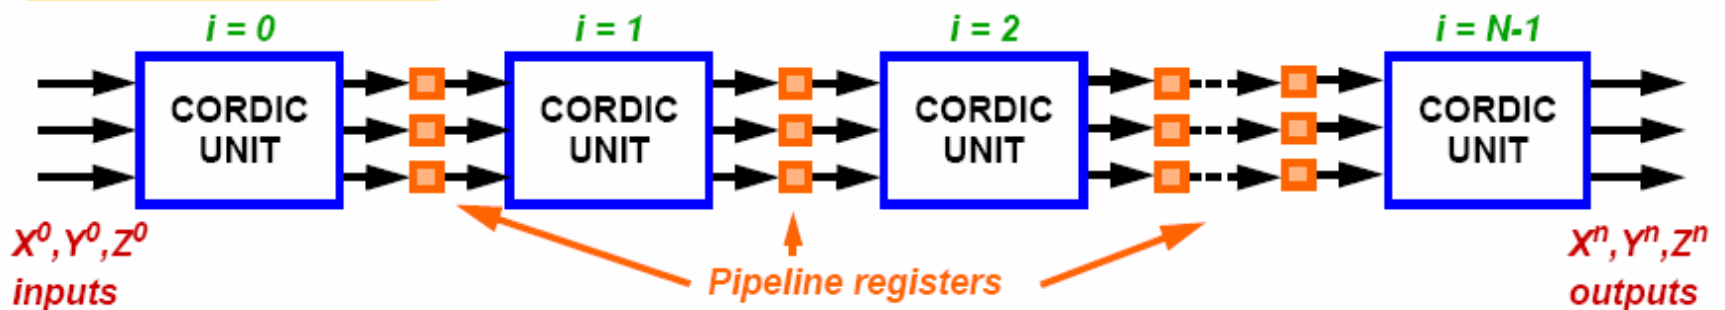 i = 0
i = 1
i = 2
i = N-1
CORDIC
UNIT
CORDIC
UNIT
CORDIC
UNIT
CORDIC
UNIT
X⁰,Y⁰,Z⁰
inputs
Pipeline registers
Xⁿ,Yⁿ,Zⁿ
outputs